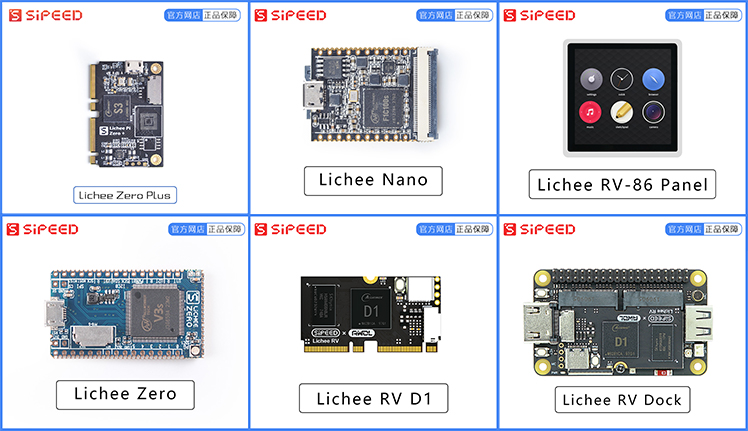 SiPEED
官方网店 正品保障
S3
Lichee Pi
Zero +
Lichee Zero Plus
SiPEED
官方网店 正品保障
F1C100s
Lichee Nano
SiPEED
官方网店 正品保障
Lichee RV-86 Panel
SiPEED
官方网店 正品保障
V3s
LICHEE
ZERO
Lichee Zero
SiPEED
官方网店 正品保障
D1
SiPEED × AWOL
Lichee RV
Lichee RV D1
SiPEED
官方网店 正品保障
D1
SiPEED × AWOL
Lichee RV
Lichee RV Dock